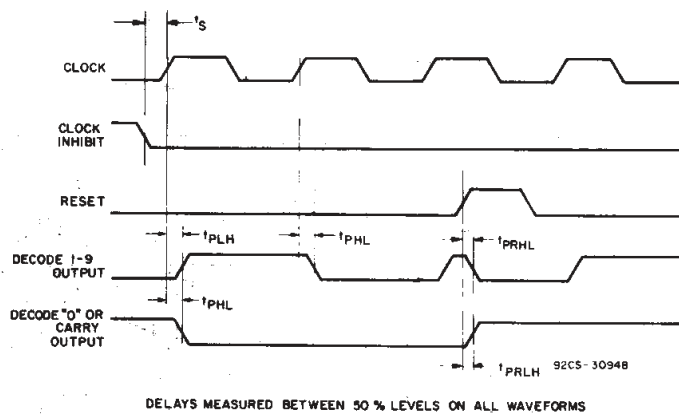 tS
CLOCK
CLOCK
INHIBIT
RESET
tPLH
tPHL
tPRHL
DECODE 1-9
OUTPUT
tPHL
DECODE "0" OR
CARRY
OUTPUT
tPRLH
92CS-30948
DELAYS MEASURED BETWEEN 50 % LEVELS ON ALL WAVEFORMS